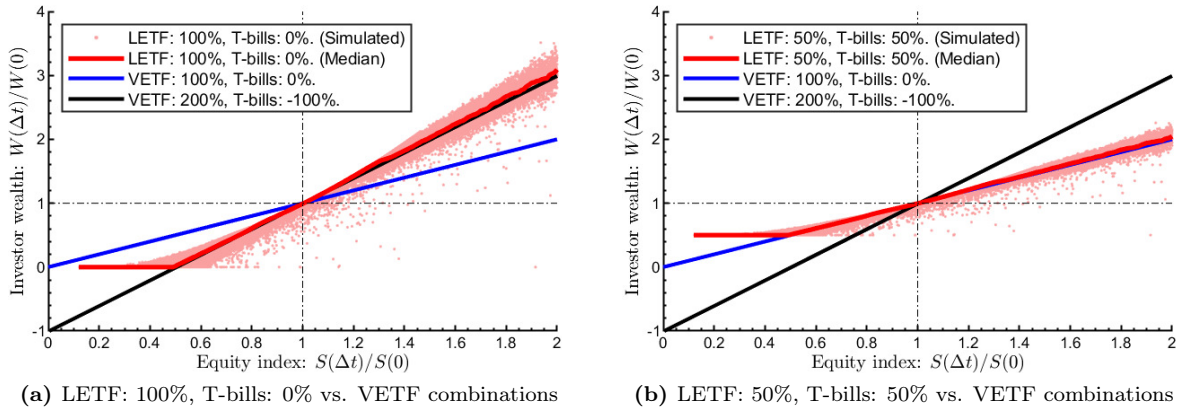 LETF: 100%, T-bills: 0%. (Simulated)
LETF: 100%, T-bills: 0%. (Median)
VETF: 100%, T-bills: 0%.
VETF: 200%, T-bills: -100%.
Investor wealth: W(Δt)/W(0)
4
3
2
1
0
-1
0 0.2 0.4 0.6 0.8 1 1.2 1.4 1.6 1.8 2
Equity index: S(Δt)/S(0)
(a) LETF: 100%, T-bills: 0% vs. VETF combinations
LETF: 50%, T-bills: 50%. (Simulated)
LETF: 50%, T-bills: 50%. (Median)
VETF: 100%, T-bills: 0%.
VETF: 200%, T-bills: -100%.
Investor wealth: W(Δt)/W(0)
4
3
2
1
0
-1
0 0.2 0.4 0.6 0.8 1 1.2 1.4 1.6 1.8 2
Equity index: S(Δt)/S(0)
(b) LETF: 50%, T-bills: 50% vs. VETF combinations